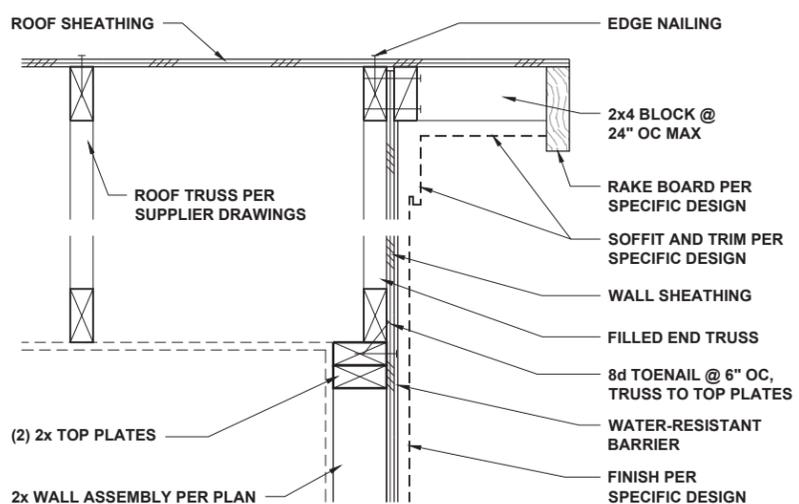 ROOF SHEATHING
EDGE NAILING
2x4 BLOCK @
24" OC MAX
ROOF TRUSS PER
SUPPLIER DRAWINGS
RAKE BOARD PER
SPECIFIC DESIGN
SOFFIT AND TRIM PER
SPECIFIC DESIGN
WALL SHEATHING
FILLED END TRUSS
8d TOENAIL @ 6" OC,
TRUSS TO TOP PLATES
(2) 2x TOP PLATES
WATER-RESISTANT
BARRIER
2x WALL ASSEMBLY PER PLAN
FINISH PER
SPECIFIC DESIGN